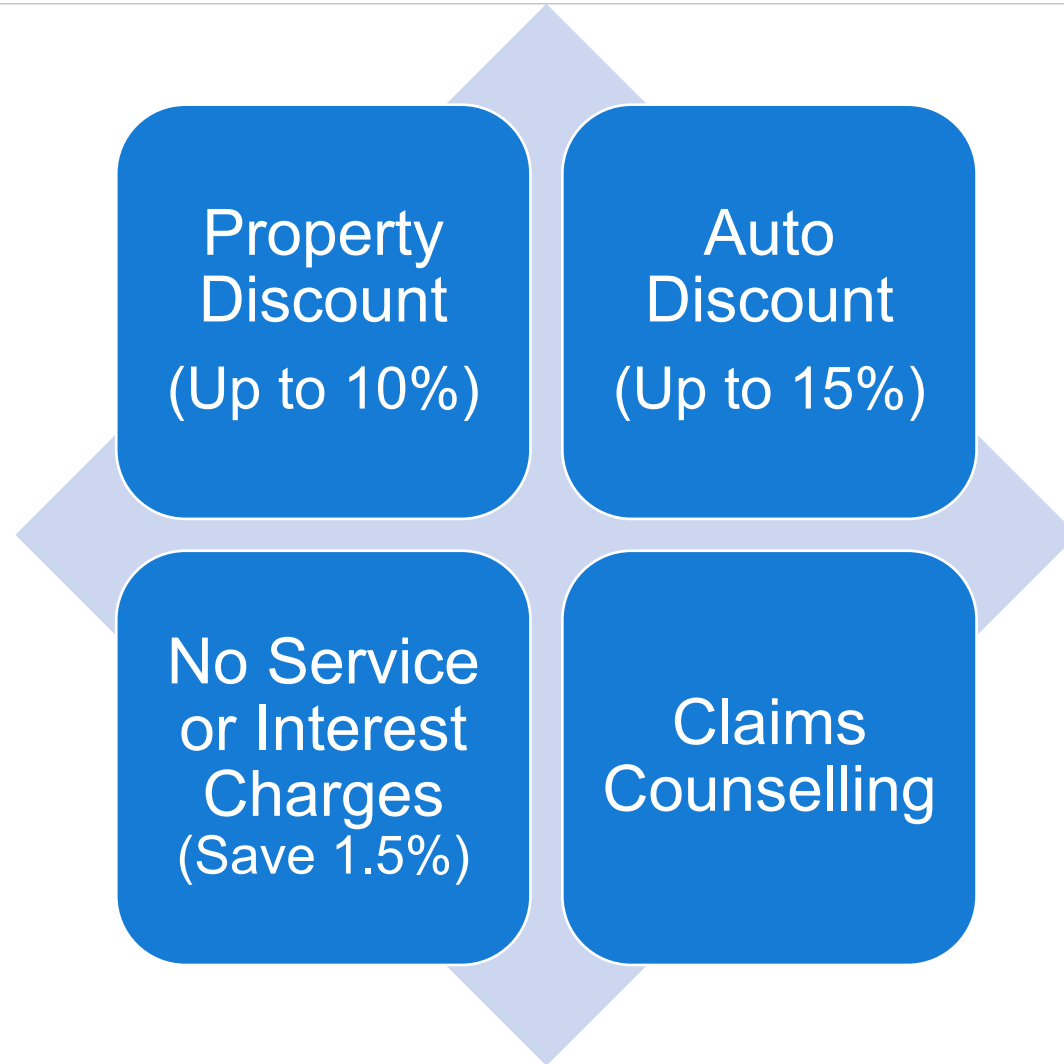 Property
Discount
(Up to 10%)
Auto
Discount
(Up to 15%)
No Service
or Interest
Charges
(Save 1.5%)
Claims
Counselling